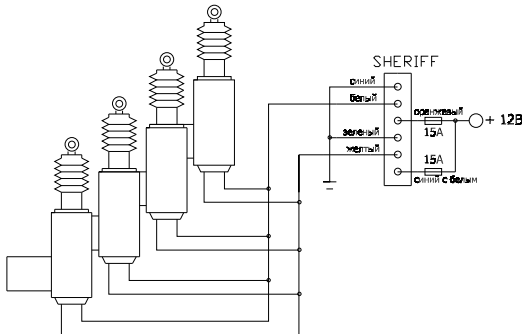 SHERIFF
синий
белый
оранжевый
+ 12В
15А
зеленый
желтый
15А
синий с белым